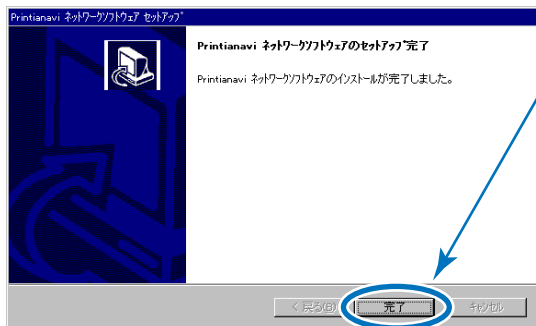 Printianavi ネットワークソフトウェア セットアップ
Printianavi ネットワークソフトウェアのセットアップ完了
Printianavi ネットワークソフトウェアのインストールが完了しました。
< 戻る(B)
完了
キャンセル